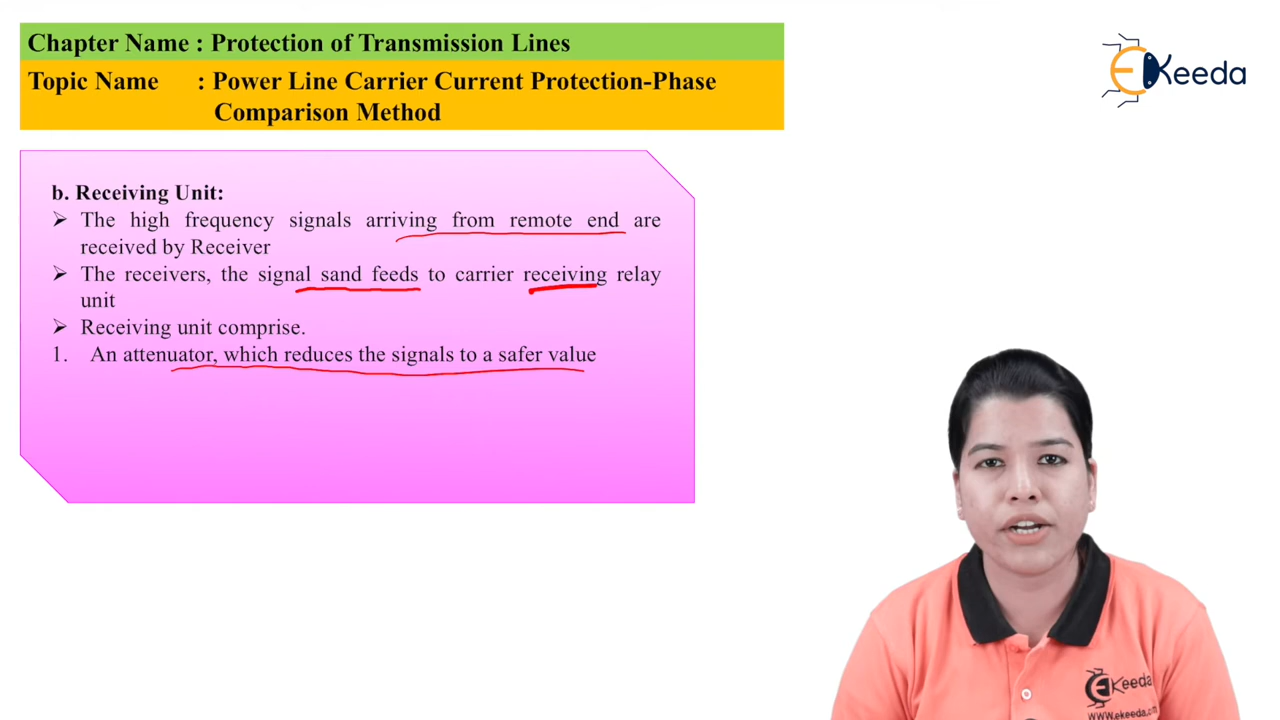 Chapter Name : Protection of Transmission Lines
Topic Name : Power Line Carrier Current Protection-Phase
Comparison Method
EKeeda
b. Receiving Unit:
➢ The high frequency signals arriving from remote end are
received by Receiver
➢ The receivers, the signal sand feeds to carrier receiving relay
unit
➢ Receiving unit comprise.
1. An attenuator, which reduces the signals to a safer value
EKeeda
www.ekeeda.com